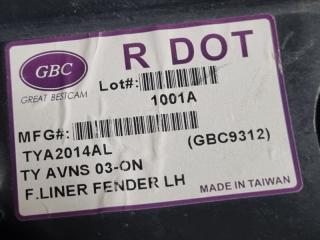 R DOT
GBC
GREAT BESTCAM
Lot#:
1001A
MFG#:
TYA2014AL
(GBC9312)
TY AVNS 03-ON
F.LINER FENDER LH
MADE IN TAIWAN